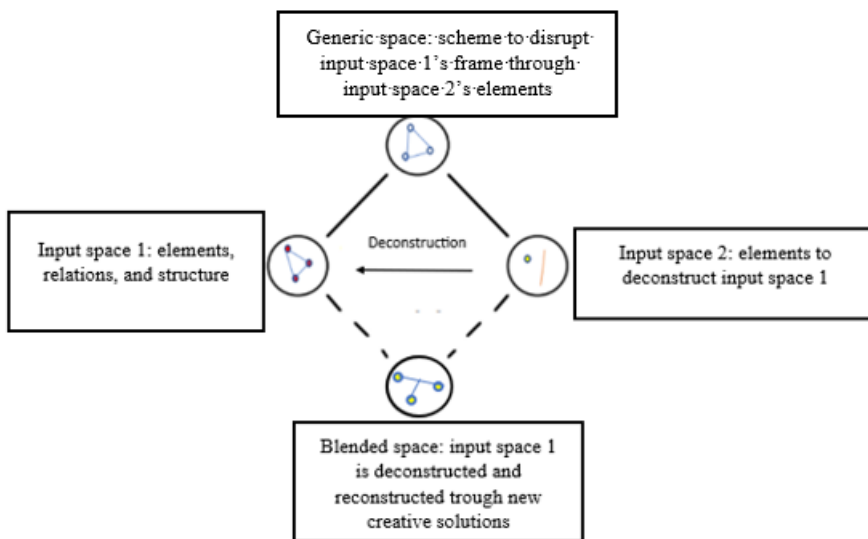 Generic·space:·scheme·to·disrupt·
input·space·1's·frame·through·
input·space·2's·elements
Deconstruction
Input space 1: elements,
relations, and structure
Input space 2: elements to
deconstruct input space 1
Blended space: input space 1
is deconstructed and
reconstructed trough new
creative solutions